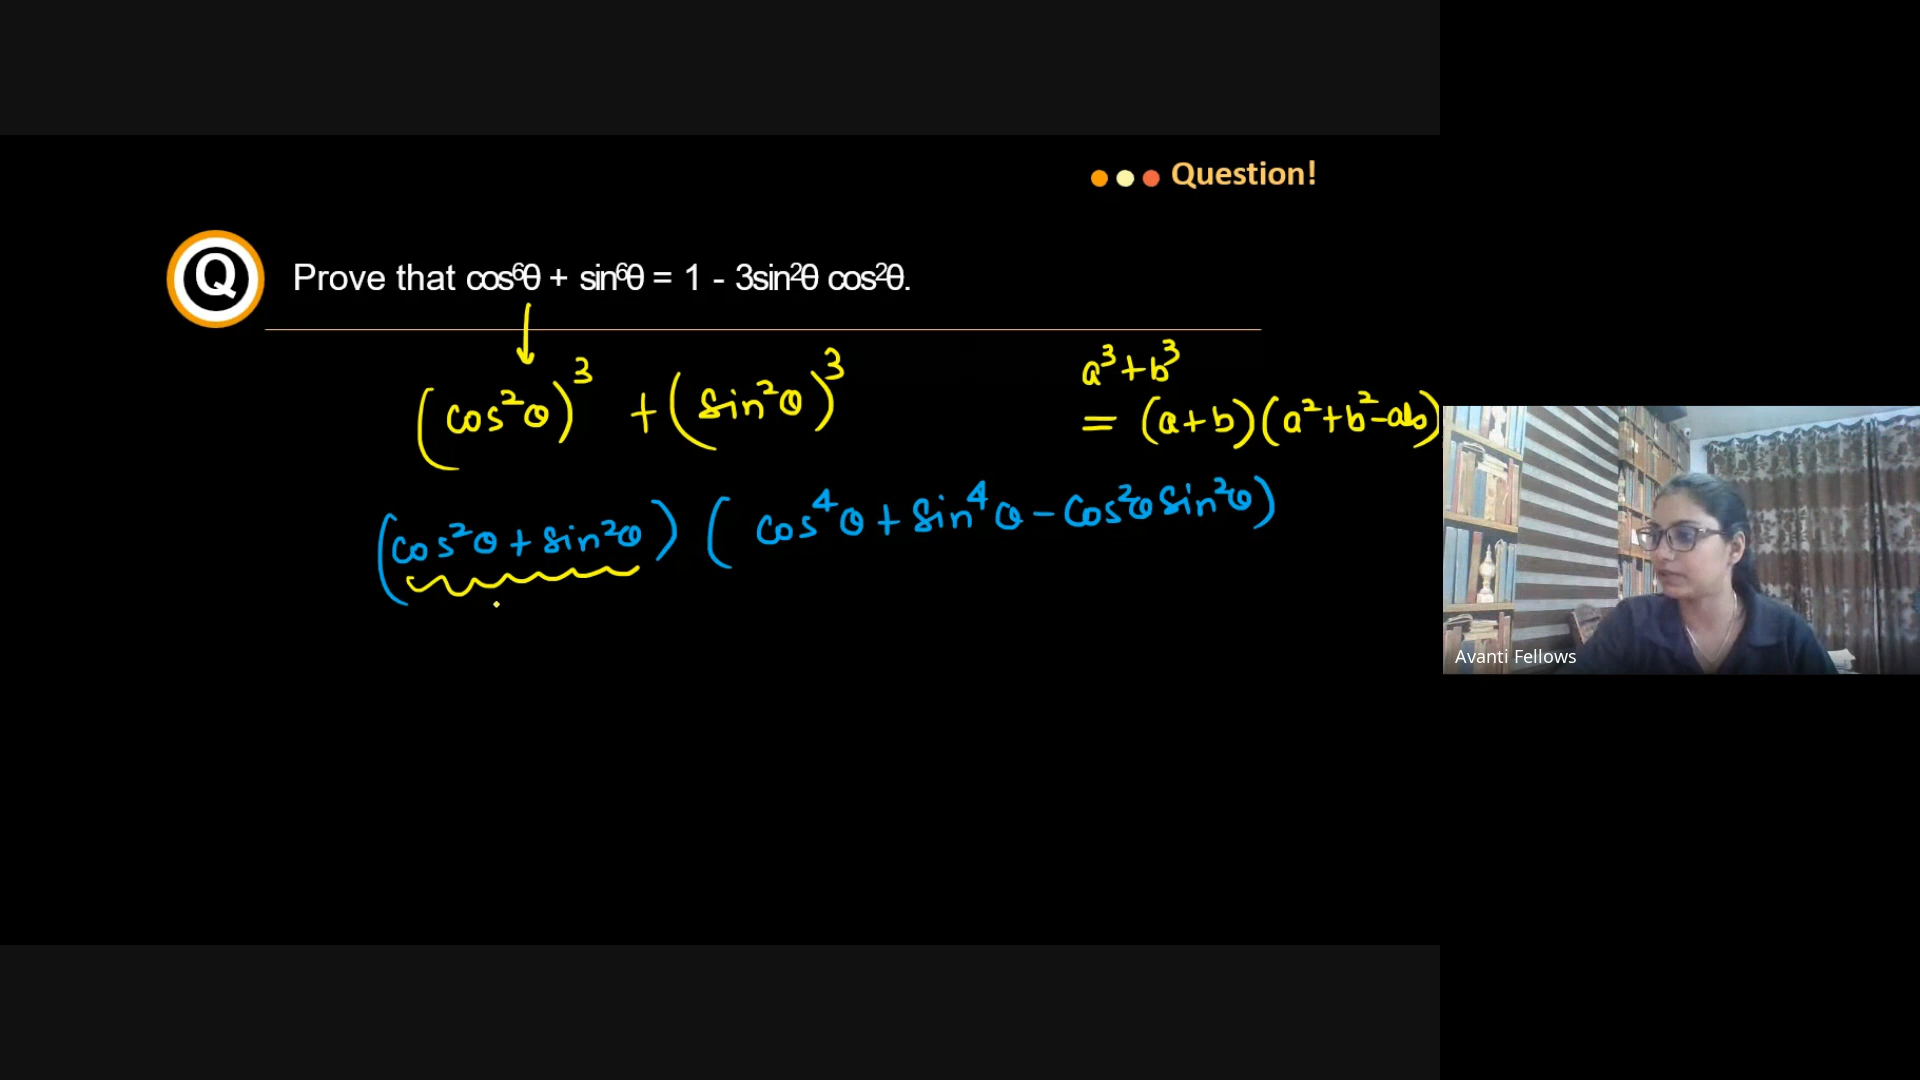 Question!
Q
Prove that cos⁶θ + sin⁶θ = 1 - 3sin²θ cos²θ.
(cos²θ)³ + (sin²θ)³
a³+b³
= (a+b)(a²+b²-ab)
(cos²θ + sin²θ) (cos⁴θ + sin⁴θ - cos²θ sin²θ)
Avanti Fellows